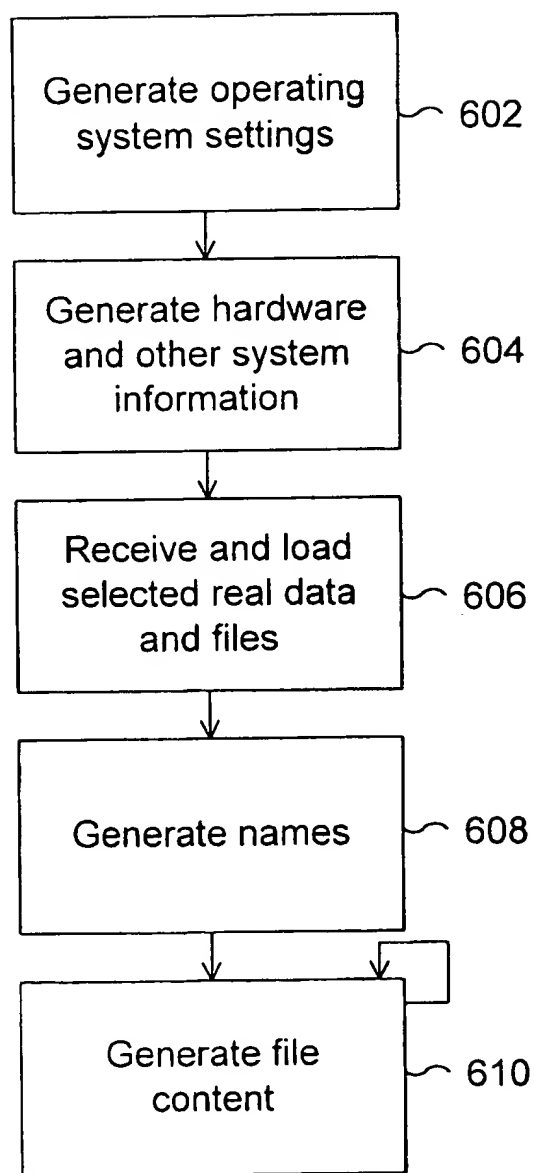 Generate operating
system settings
602
Generate hardware
and other system
information
604
Receive and load
selected real data
and files
606
Generate names
608
Generate file
content
610